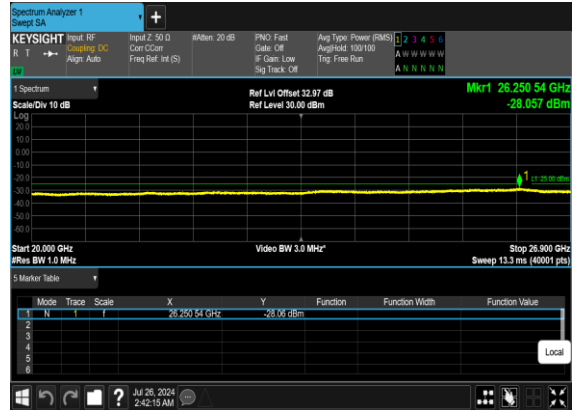 Spectrum Analyzer 1
Swept SA
+
KEYSIGHT
R T
Input: RF
Coupling: DC
Align: Auto
Input Z: 50 Ω
Corr CCorr
Freq Ref: Int (S)
#Atten: 20 dB
PNO: Fast
Gate: Off
IF Gain: Low
Sig Track: Off
Avg Type: Power (RMS)
Avg|Hold: 100/100
Trig: Free Run
1 2 3 4 5 6
A W W W W W
A N N N N N
1 Spectrum
Scale/Div 10 dB
Ref Lvl Offset 32.97 dB
Ref Level 30.00 dBm
Mkr1 26.250 54 GHz
-28.057 dBm
Log
20.0
10.0
0.00
-10.0
-20.0
-30.0
-40.0
-50.0
-60.0
1
Start 20.000 GHz
#Res BW 1.0 MHz
Video BW 3.0 MHz*
Stop 26.900 GHz
Sweep 13.3 ms (40001 pts)
5 Marker Table
Mode Trace Scale X Y Function Function Width Function Value
1 N 1 f 26.250 54 GHz -28.06 dBm
2
3
4
5
6
Local
?
Jul 26, 2024
2:42:15 AM